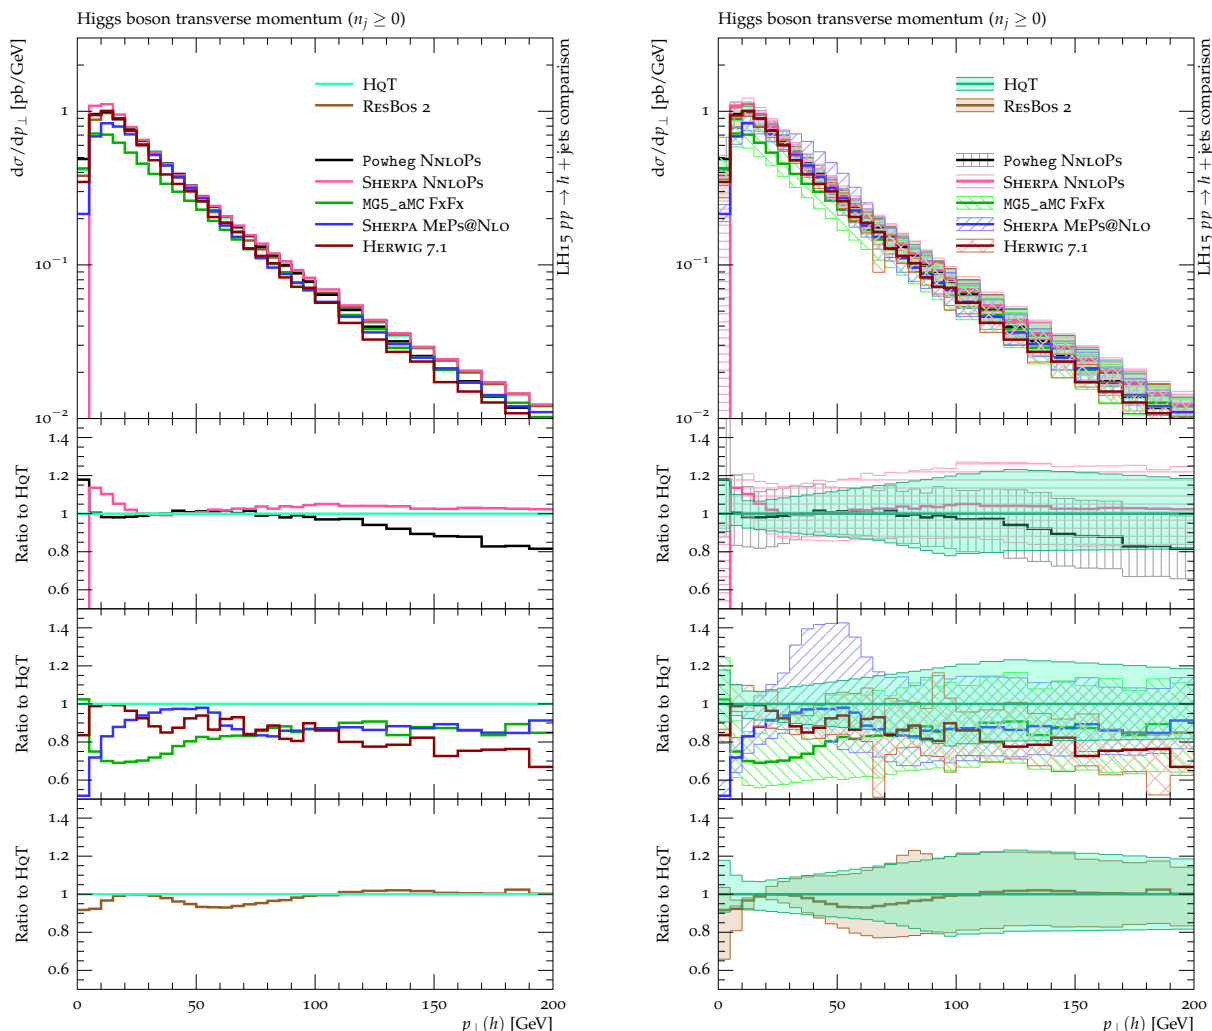 Higgs boson transverse momentum (n_j ≥ 0)
dσ/dp_⊥ [pb/GeV]
1
10^−1
10^−2
HqT
ResBos 2
Powheg NnloPs
Sherpa NnloPs
MG5_aMC FxFx
Sherpa MePs@Nlo
Herwig 7.1
LH15 pp → h + jets comparison
Ratio to HqT
1.4
1.2
1
0.8
0.6
Ratio to HqT
1.4
1.2
1
0.8
0.6
Ratio to HqT
1.4
1.2
1
0.8
0.6
0 50 100 150 200
p_⊥(h) [GeV]
Higgs boson transverse momentum (n_j ≥ 0)
dσ/dp_⊥ [pb/GeV]
1
10^−1
10^−2
HqT
ResBos 2
Powheg NnloPs
Sherpa NnloPs
MG5_aMC FxFx
Sherpa MePs@Nlo
Herwig 7.1
LH15 pp → h + jets comparison
Ratio to HqT
1.4
1.2
1
0.8
0.6
Ratio to HqT
1.4
1.2
1
0.8
0.6
Ratio to HqT
1.4
1.2
1
0.8
0.6
0 50 100 150 200
p_⊥(h) [GeV]